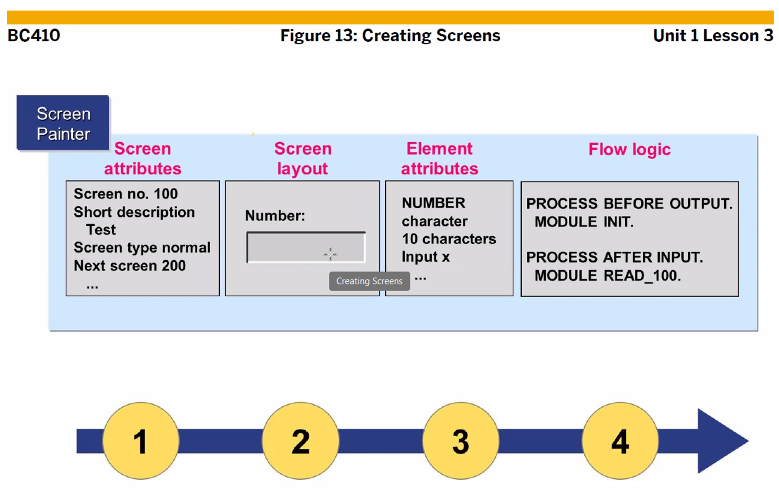 BC410 Figure 13: Creating Screens Unit 1 Lesson 3
Screen
Painter
Screen
attributes
Screen no. 100
Short description
Test
Screen type normal
Next screen 200
...
Screen
layout
Number:
Creating Screens
Element
attributes
NUMBER
character
10 characters
Input x
...
Flow logic
PROCESS BEFORE OUTPUT.
MODULE INIT.
PROCESS AFTER INPUT.
MODULE READ_100.
1 2 3 4